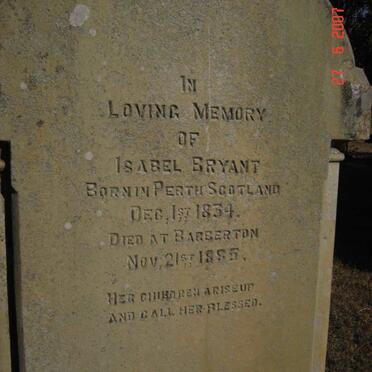 IN
LOVING MEMORY
OF
ISABEL BRYANT
BORN IN PERTH SCOTLAND
DEC, 1ST 1834.
DIED AT BARBERTON
NOV, 21ST 1885.
HER CHILDREN ARISE UP
AND CALL HER BLESSED.
27 6 2007